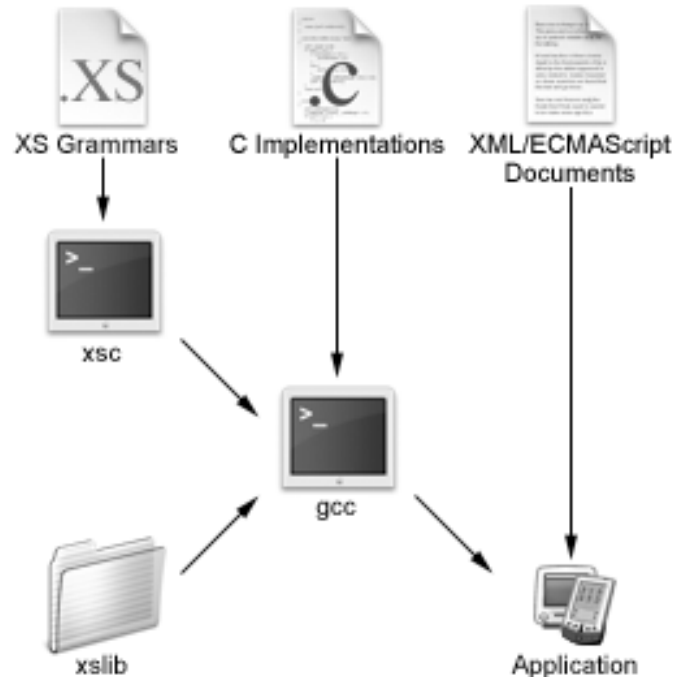 .XS
.c
XS Grammars
C Implementations
XML/ECMAScript
Documents
>_
xsc
>_
gcc
xslib
Application